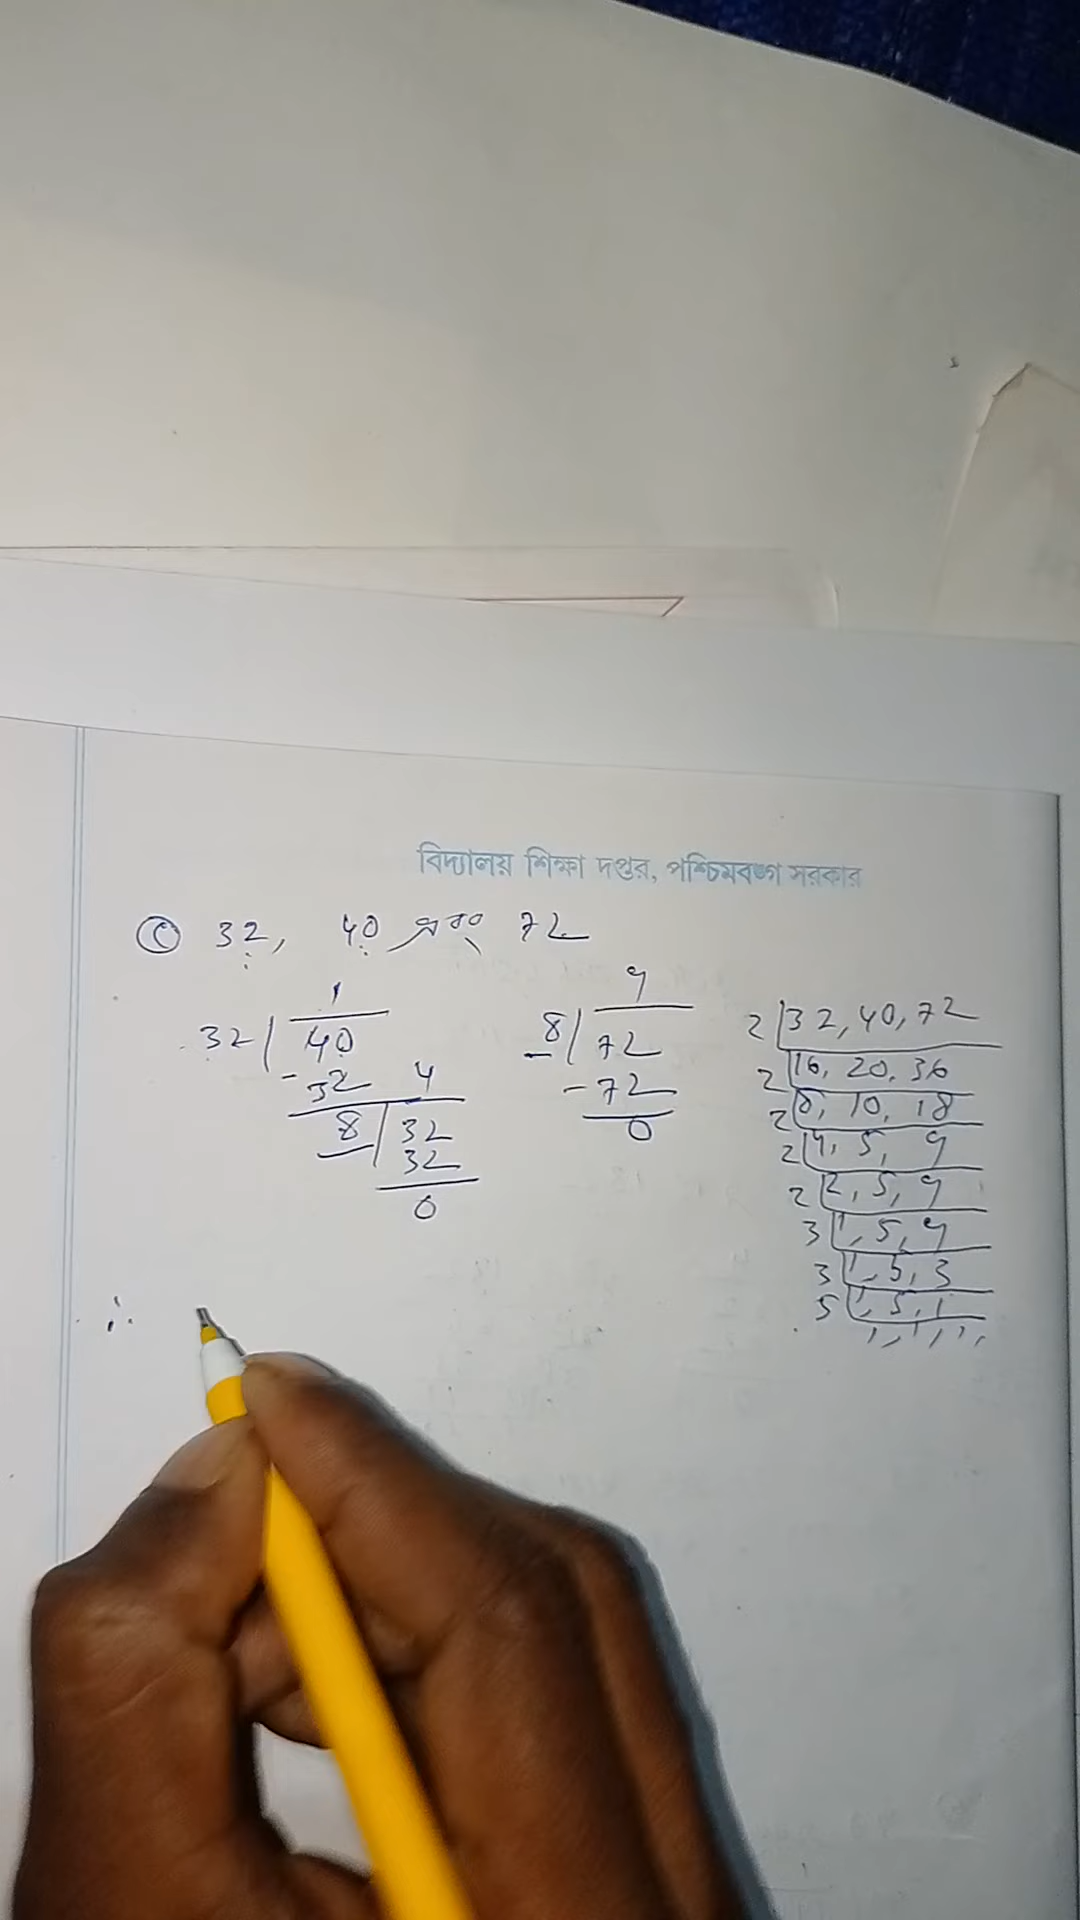 বিদ্যালয় শিক্ষা দপ্তর, পশ্চিমবঙ্গ সরকার
ⓒ 32, 40 এবং 72
1
32 | 40
- 32 4
8 | 32
32
0
9
8 | 72
- 72
0
2 | 32, 40, 72
2 | 16, 20, 36
2 | 8, 10, 18
2 | 4, 5, 9
2 | 2, 5, 9
3 | 1, 5, 9
3 | 1, 5, 3
5 | 1, 5, 1
1, 1, 1
∴